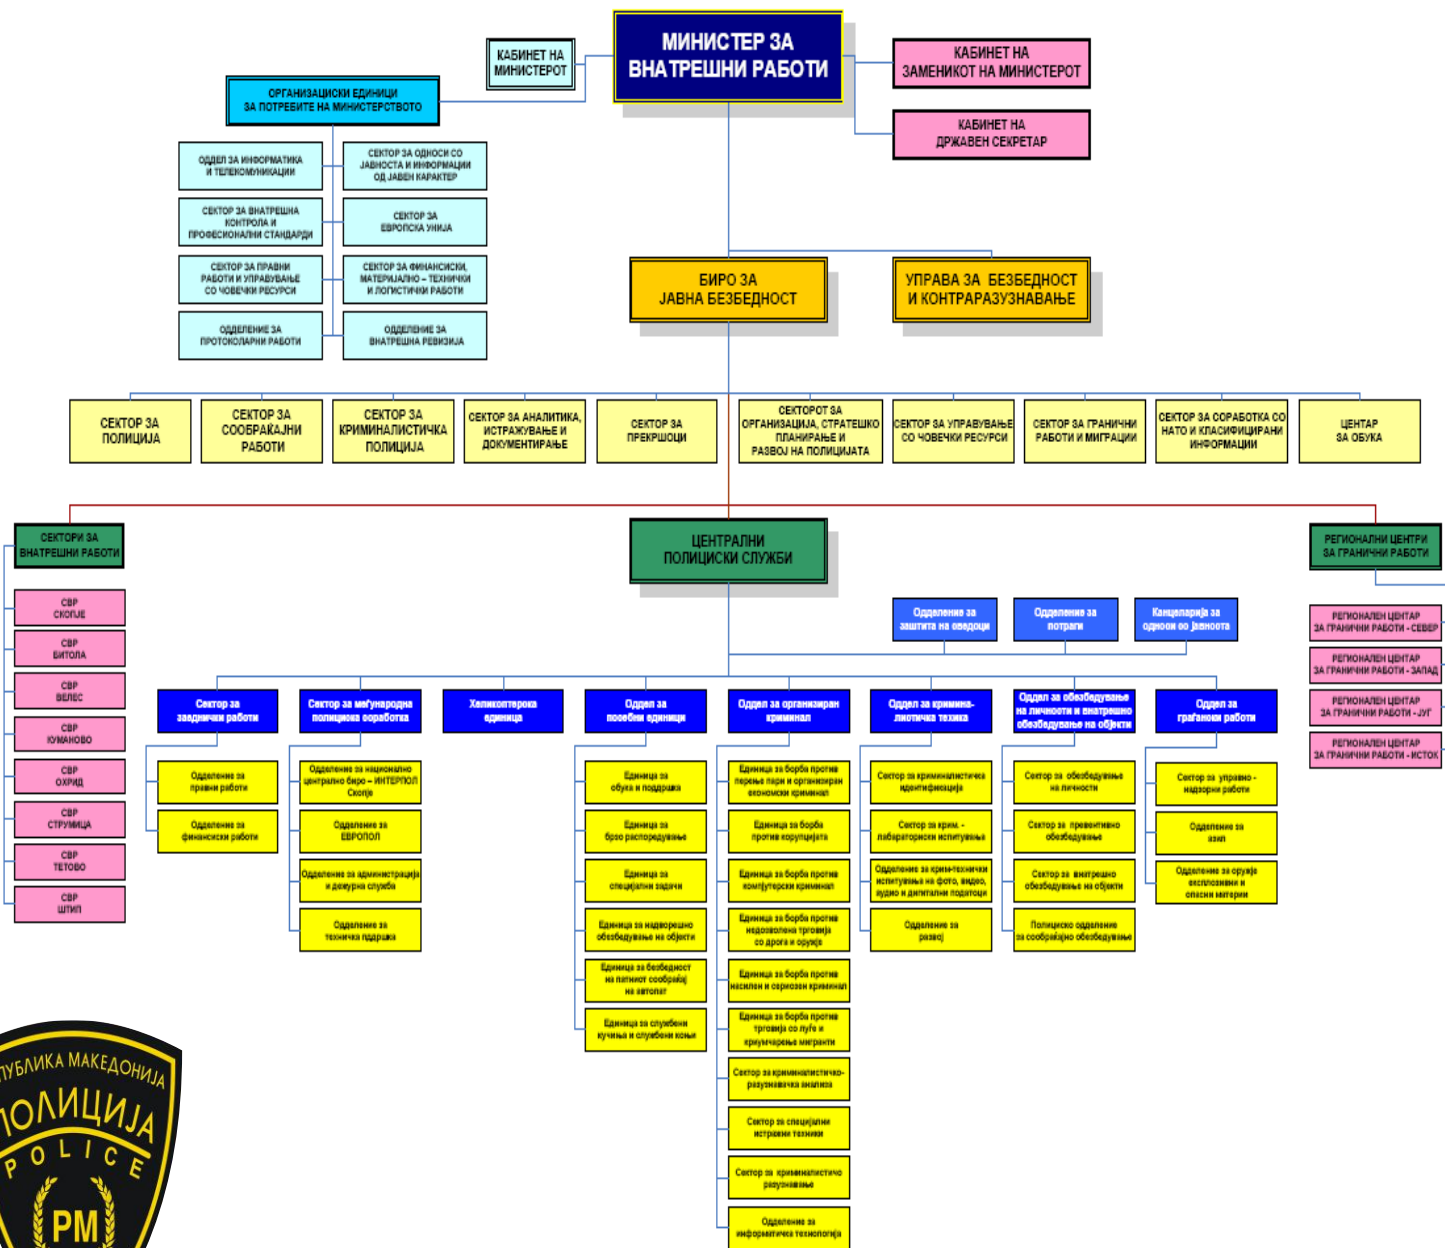 МИНИСТЕР ЗА
ВНАТРЕШНИ РАБОТИ
КАБИНЕТ НА
МИНИСТЕРОТ
КАБИНЕТ НА
ЗАМЕНИКОТ НА МИНИСТЕРОТ
КАБИНЕТ НА
ДРЖАВЕН СЕКРЕТАР
ОРГАНИЗАЦИСКИ ЕДИНИЦИ
ЗА ПОТРЕБИТЕ НА МИНИСТЕРСТВОТО
ОДДЕЛ ЗА ИНФОРМАТИКА
И ТЕЛЕКОМУНИКАЦИИ
СЕКТОР ЗА ОДНОСИ СО
ЈАВНОСТА И ИНФОРМАЦИИ
ОД ЈАВЕН КАРАКТЕР
СЕКТОР ЗА ВНАТРЕШНА
КОНТРОЛА И
ПРОФЕСИОНАЛНИ СТАНДАРДИ
СЕКТОР ЗА
ЕВРОПСКА УНИЈА
СЕКТОР ЗА ПРАВНИ
РАБОТИ И УПРАВУВАЊЕ
СО ЧОВЕЧКИ РЕСУРСИ
СЕКТОР ЗА ФИНАНСИСКИ,
МАТЕРИЈАЛНО – ТЕХНИЧКИ
И ЛОГИСТИЧКИ РАБОТИ
ОДДЕЛЕНИЕ ЗА
ПРОТОКОЛАРНИ РАБОТИ
ОДДЕЛЕНИЕ ЗА
ВНАТРЕШНА РЕВИЗИЈА
БИРО ЗА
ЈАВНА БЕЗБЕДНОСТ
УПРАВА ЗА БЕЗБЕДНОСТ
И КОНТРАРАЗУЗНАВАЊЕ
СЕКТОР ЗА
ПОЛИЦИЈА
СЕКТОР ЗА
СООБРАЌАЈНИ
РАБОТИ
СЕКТОР ЗА
КРИМИНАЛИСТИЧКА
ПОЛИЦИЈА
СЕКТОР ЗА АНАЛИТИКА,
ИСТРАЖУВАЊЕ И
ДОКУМЕНТИРАЊЕ
СЕКТОР ЗА
ПРЕКРШОЦИ
СЕКТОРОТ ЗА
ОРГАНИЗАЦИЈА, СТРАТЕШКО
ПЛАНИРАЊЕ И
РАЗВОЈ НА ПОЛИЦИЈАТА
СЕКТОР ЗА УПРАВУВАЊЕ
СО ЧОВЕЧКИ РЕСУРСИ
СЕКТОР ЗА ГРАНИЧНИ
РАБОТИ И МИГРАЦИИ
СЕКТОР ЗА СОРАБОТКА СО
НАТО И КЛАСИФИЦИРАНИ
ИНФОРМАЦИИ
ЦЕНТАР
ЗА ОБУКА
СЕКТОРИ ЗА
ВНАТРЕШНИ РАБОТИ
ЦЕНТРАЛНИ
ПОЛИЦИСКИ СЛУЖБИ
РЕГИОНАЛНИ ЦЕНТРИ
ЗА ГРАНИЧНИ РАБОТИ
СВР
СКОПЈЕ
СВР
БИТОЛА
СВР
ВЕЛЕС
СВР
КУМАНОВО
СВР
ОХРИД
СВР
СТРУМИЦА
СВР
ТЕТОВО
СВР
ШТИП
Одделение за
заштита на сведоци
Одделение за
потраги
Канцеларија за
односи со јавноста
РЕГИОНАЛЕН ЦЕНТАР
ЗА ГРАНИЧНИ РАБОТИ - СЕВЕР
РЕГИОНАЛЕН ЦЕНТАР
ЗА ГРАНИЧНИ РАБОТИ - ЗАПАД
РЕГИОНАЛЕН ЦЕНТАР
ЗА ГРАНИЧНИ РАБОТИ - ЈУГ
РЕГИОНАЛЕН ЦЕНТАР
ЗА ГРАНИЧНИ РАБОТИ - ИСТОК
Сектор за
заеднички работи
Одделение за
правни работи
Одделение за
финансиски работи
Сектор за меѓународна
полициска соработка
Одделение за национално
централно биро – ИНТЕРПОЛ
Скопје
Одделение за
ЕВРОПОЛ
Одделение за администрација
и дежурна служба
Одделение за
техничка пддршка
Хеликоптерска
единица
Оддел за
посебни единици
Единица за
обука и поддршка
Единица за
брзо распоредување
Единица за
специјални задачи
Единица за надворешно
обезбедување на објекти
Единица за безбедност
на патниот сообраќај
на автопат
Единица за службени
кучиња и службени коњи
Оддел за организиран
криминал
Единица за борба против
перење пари и организиран
економски криминал
Единица за борба
против корупцијата
Единица за борба против
компјутерски криминал
Единица за борба против
недозволена трговија
со дрога и оружје
Единица за борба против
насилен и сериозен криминал
Единица за борба против
трговија со луѓе и
криумчарење мигранти
Сектор за криминалистичко-
разузнавачка анализа
Сектор за специјални
истражни техники
Сектор за криминалистичо
разузнавање
Одделение за
информатичка технологија
Оддел за кримина-
листичка техика
Сектор за криминалистичка
идентификација
Сектор за крим. -
лабараториски испитувања
Одделение за крим-технички
испитувања на фото, видео,
аудио и дигитални податоци
Одделение за
развој
Оддел за обезбедување
на личности и внатрешно
обезбедување на објекти
Сектор за обезбедување
на личности
Сектор за превентивно
обезбедување
Сектор за внатрешно
обезбедување на објекти
Полициско одделение
за сообраќајно обезбедување
Оддел за
граѓански работи
Сектор за управно -
надзорни работи
Одделение за
азил
Одделение за оружје
експлозивни и
опасни материи
ПУБЛИКА МАКЕДОНИЈА
ПОЛИЦИЈА
POLICE
PM